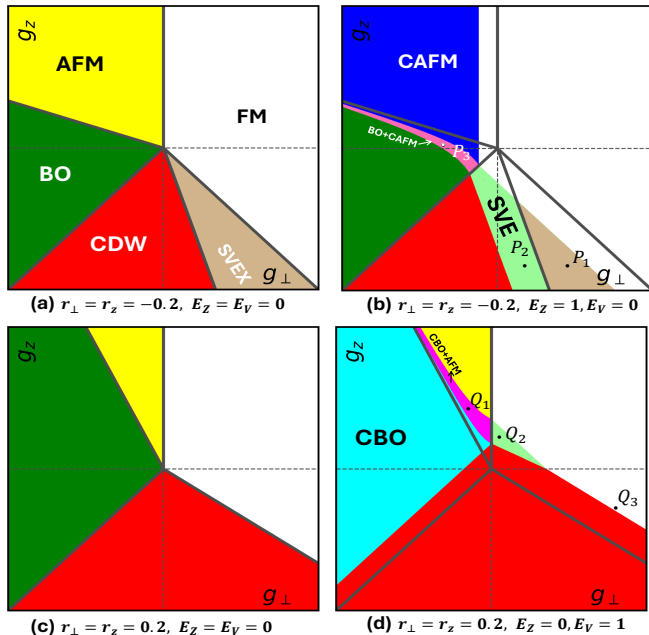 g_z
AFM
FM
BO
CDW
SVEX
g_⊥
(a) r_⊥ = r_z = −0.2, E_Z = E_V = 0
g_z
CAFM
BO+CAFM
P_3
SVE
P_2
P_1
g_⊥
(b) r_⊥ = r_z = −0.2, E_Z = 1, E_V = 0
g_z
g_⊥
(c) r_⊥ = r_z = 0.2, E_Z = E_V = 0
g_z
CBO+AFM
Q_1
CBO
Q_2
Q_3
g_⊥
(d) r_⊥ = r_z = 0.2, E_Z = 0, E_V = 1